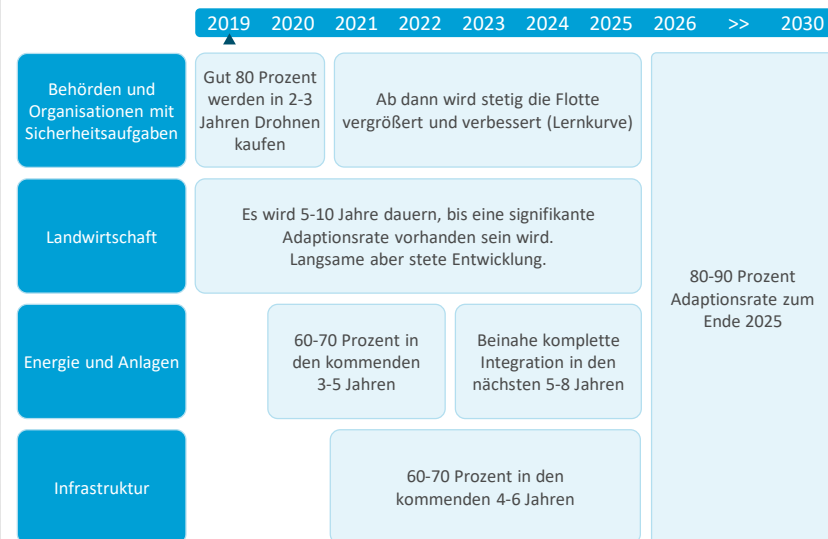 2019 2020 2021 2022 2023 2024 2025 2026 >> 2030
Behörden und
Organisationen mit
Sicherheitsaufgaben
Gut 80 Prozent
werden in 2-3
Jahren Drohnen
kaufen
Ab dann wird stetig die Flotte
vergrößert und verbessert (Lernkurve)
Landwirtschaft
Es wird 5-10 Jahre dauern, bis eine signifikante
Adaptionsrate vorhanden sein wird.
Langsame aber stete Entwicklung.
Energie und Anlagen
60-70 Prozent in
den kommenden
3-5 Jahren
Beinahe komplette
Integration in den
nächsten 5-8 Jahren
Infrastruktur
60-70 Prozent in den
kommenden 4-6 Jahren
80-90 Prozent
Adaptionsrate zum
Ende 2025